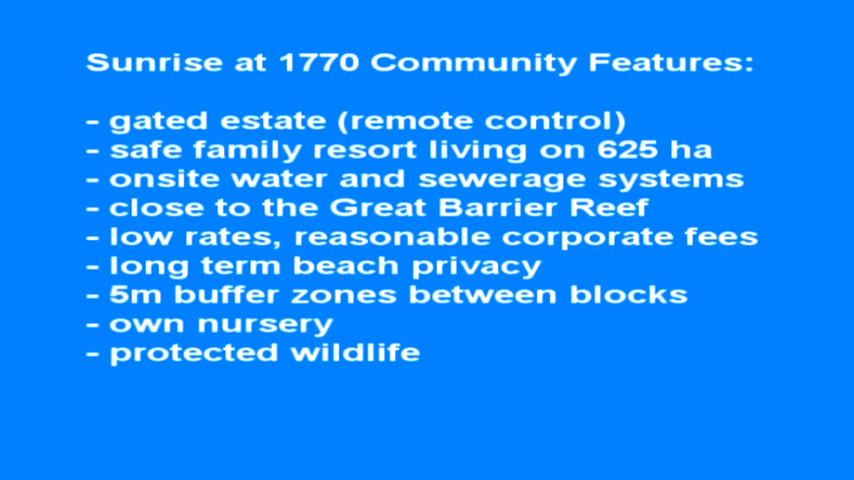 Sunrise at 1770 Community Features:
- gated estate (remote control)
- safe family resort living on 625 ha
- onsite water and sewerage systems
- close to the Great Barrier Reef
- low rates, reasonable corporate fees
- long term beach privacy
- 5m buffer zones between blocks
- own nursery
- protected wildlife